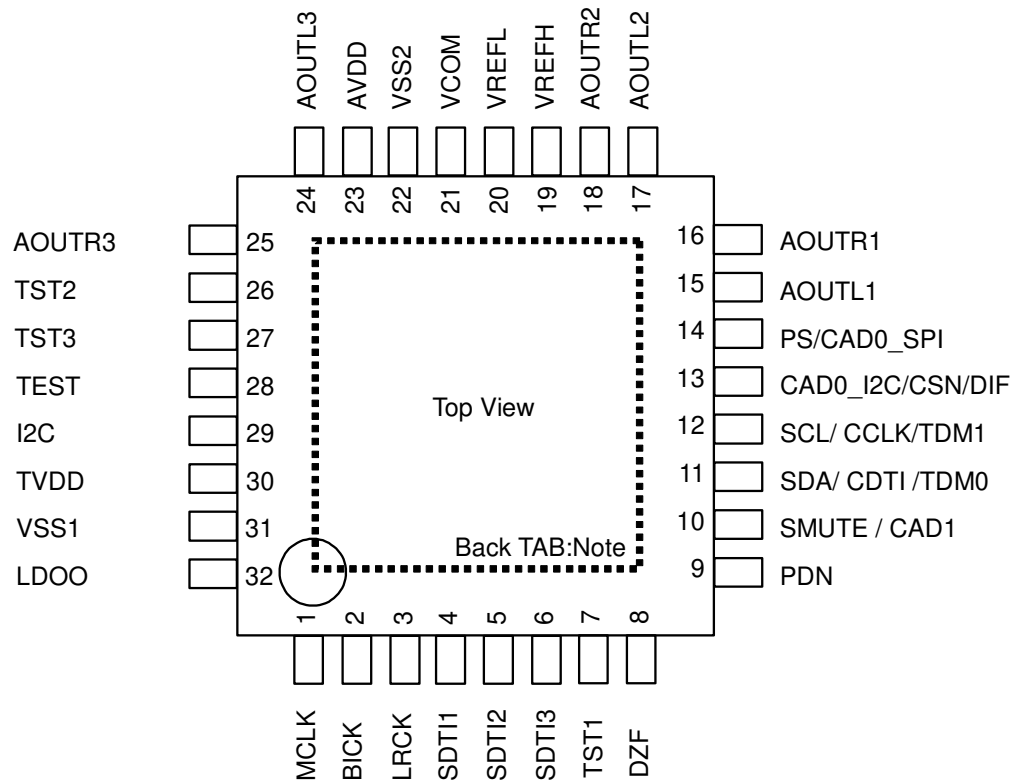 AOUTL3
AVDD
VSS2
VCOM
VREFL
VREFH
AOUTR2
AOUTL2
24
23
22
21
20
19
18
17
AOUTR3
25
TST2
26
TST3
27
TEST
28
I2C
29
TVDD
30
VSS1
31
LDOO
32
Top View
Back TAB:Note
16
AOUTR1
15
AOUTL1
14
PS/CAD0_SPI
13
CAD0_I2C/CSN/DIF
12
SCL/ CCLK/TDM1
11
SDA/ CDTI /TDM0
10
SMUTE / CAD1
9
PDN
1
2
3
4
5
6
7
8
MCLK
BICK
LRCK
SDTI1
SDTI2
SDTI3
TST1
DZF